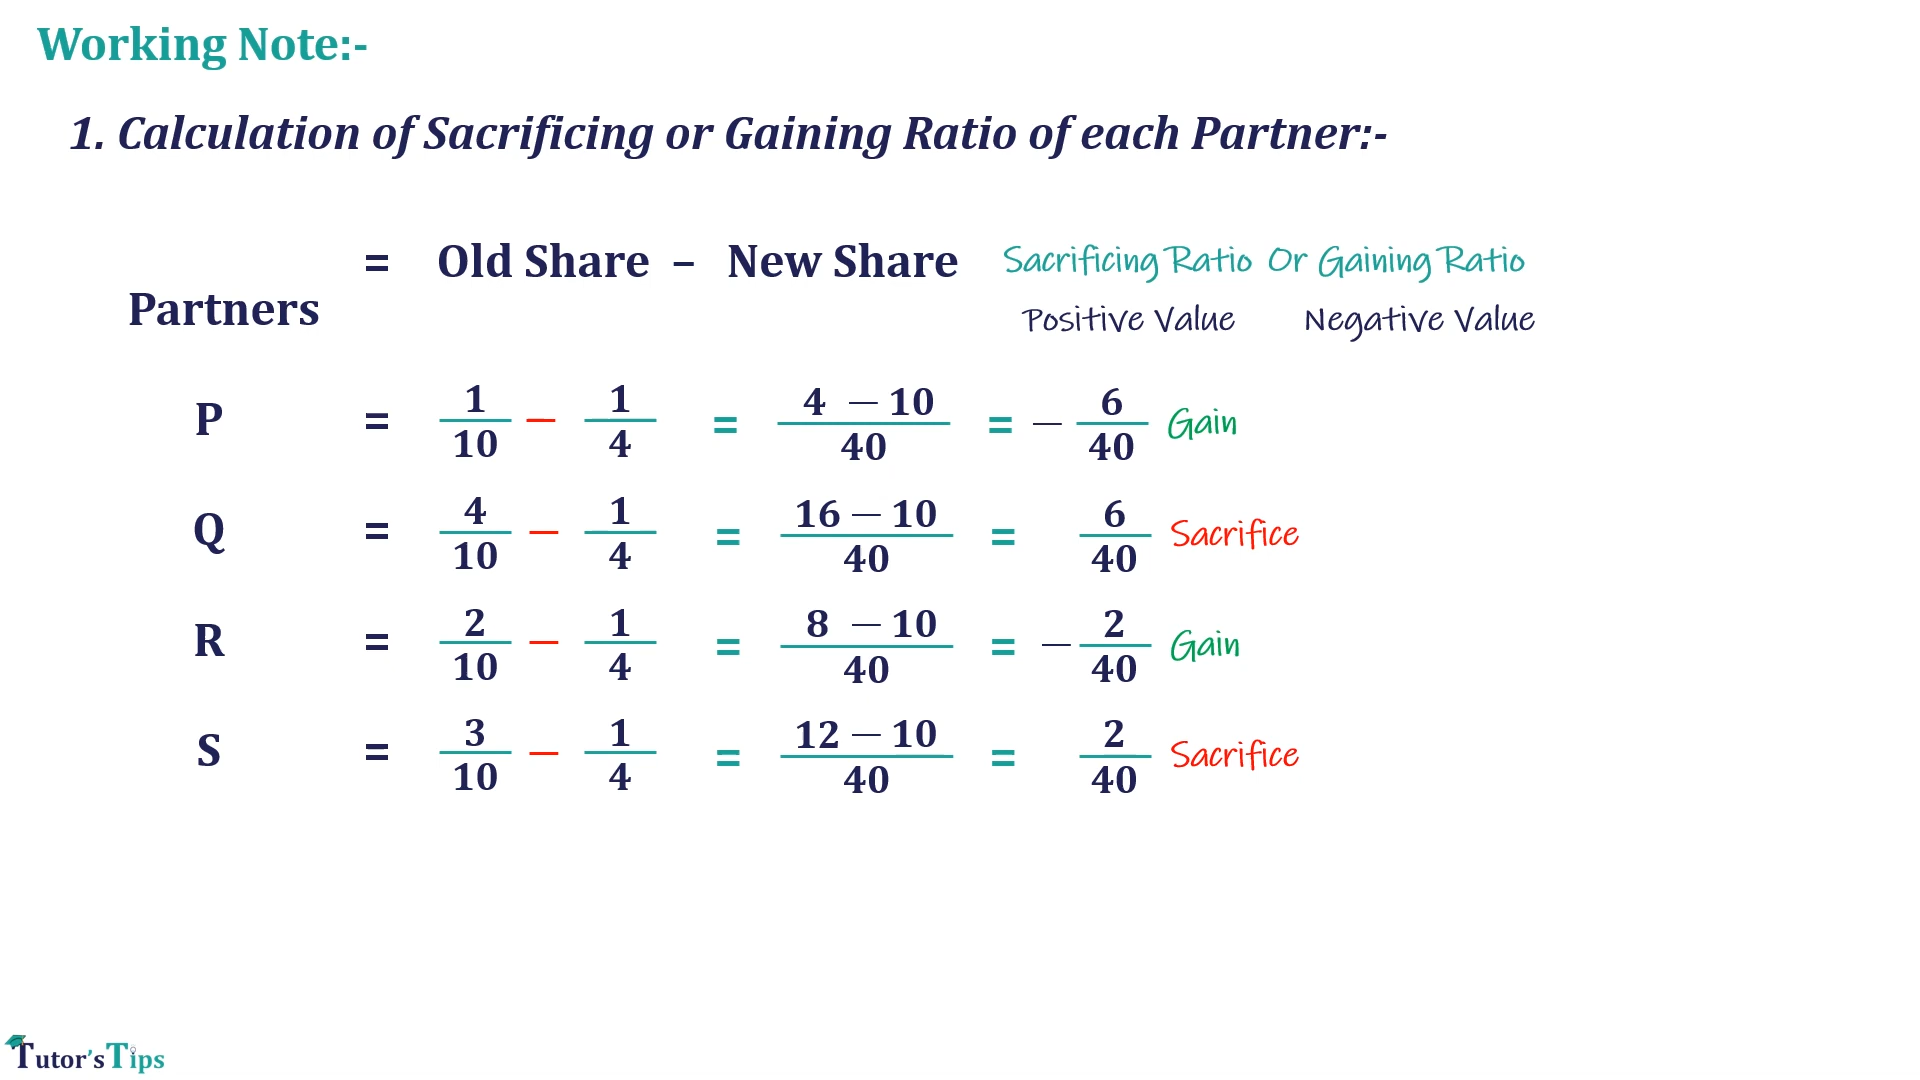 Working Note:-
1. Calculation of Sacrificing or Gaining Ratio of each Partner:-
Partners = Old Share – New Share Sacrificing Ratio Or Gaining Ratio
Positive Value Negative Value
P = 1/10 – 1/4 = 4 – 10/40 = – 6/40 Gain
Q = 4/10 – 1/4 = 16 – 10/40 = 6/40 Sacrifice
R = 2/10 – 1/4 = 8 – 10/40 = – 2/40 Gain
S = 3/10 – 1/4 = 12 – 10/40 = 2/40 Sacrifice
Tutor'sTips